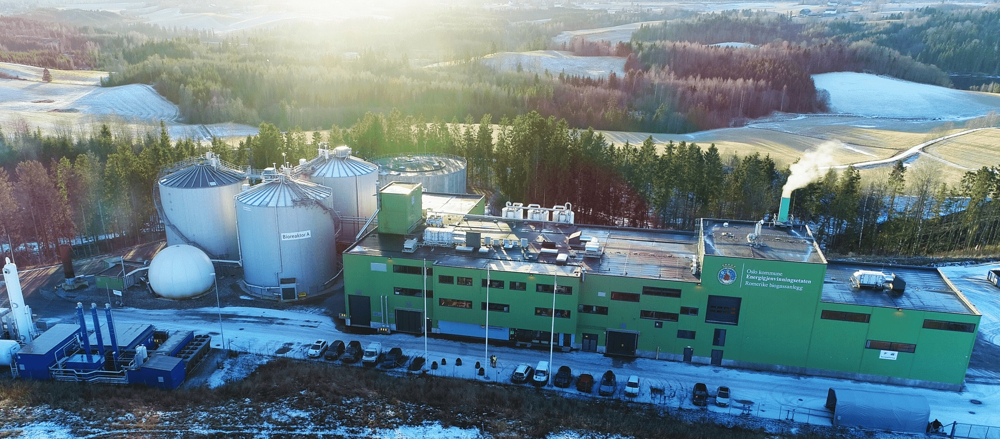 Bioreaktor A
Oslo kommune
Energigjenvinningsetaten
Romerike biogassanlegg
P